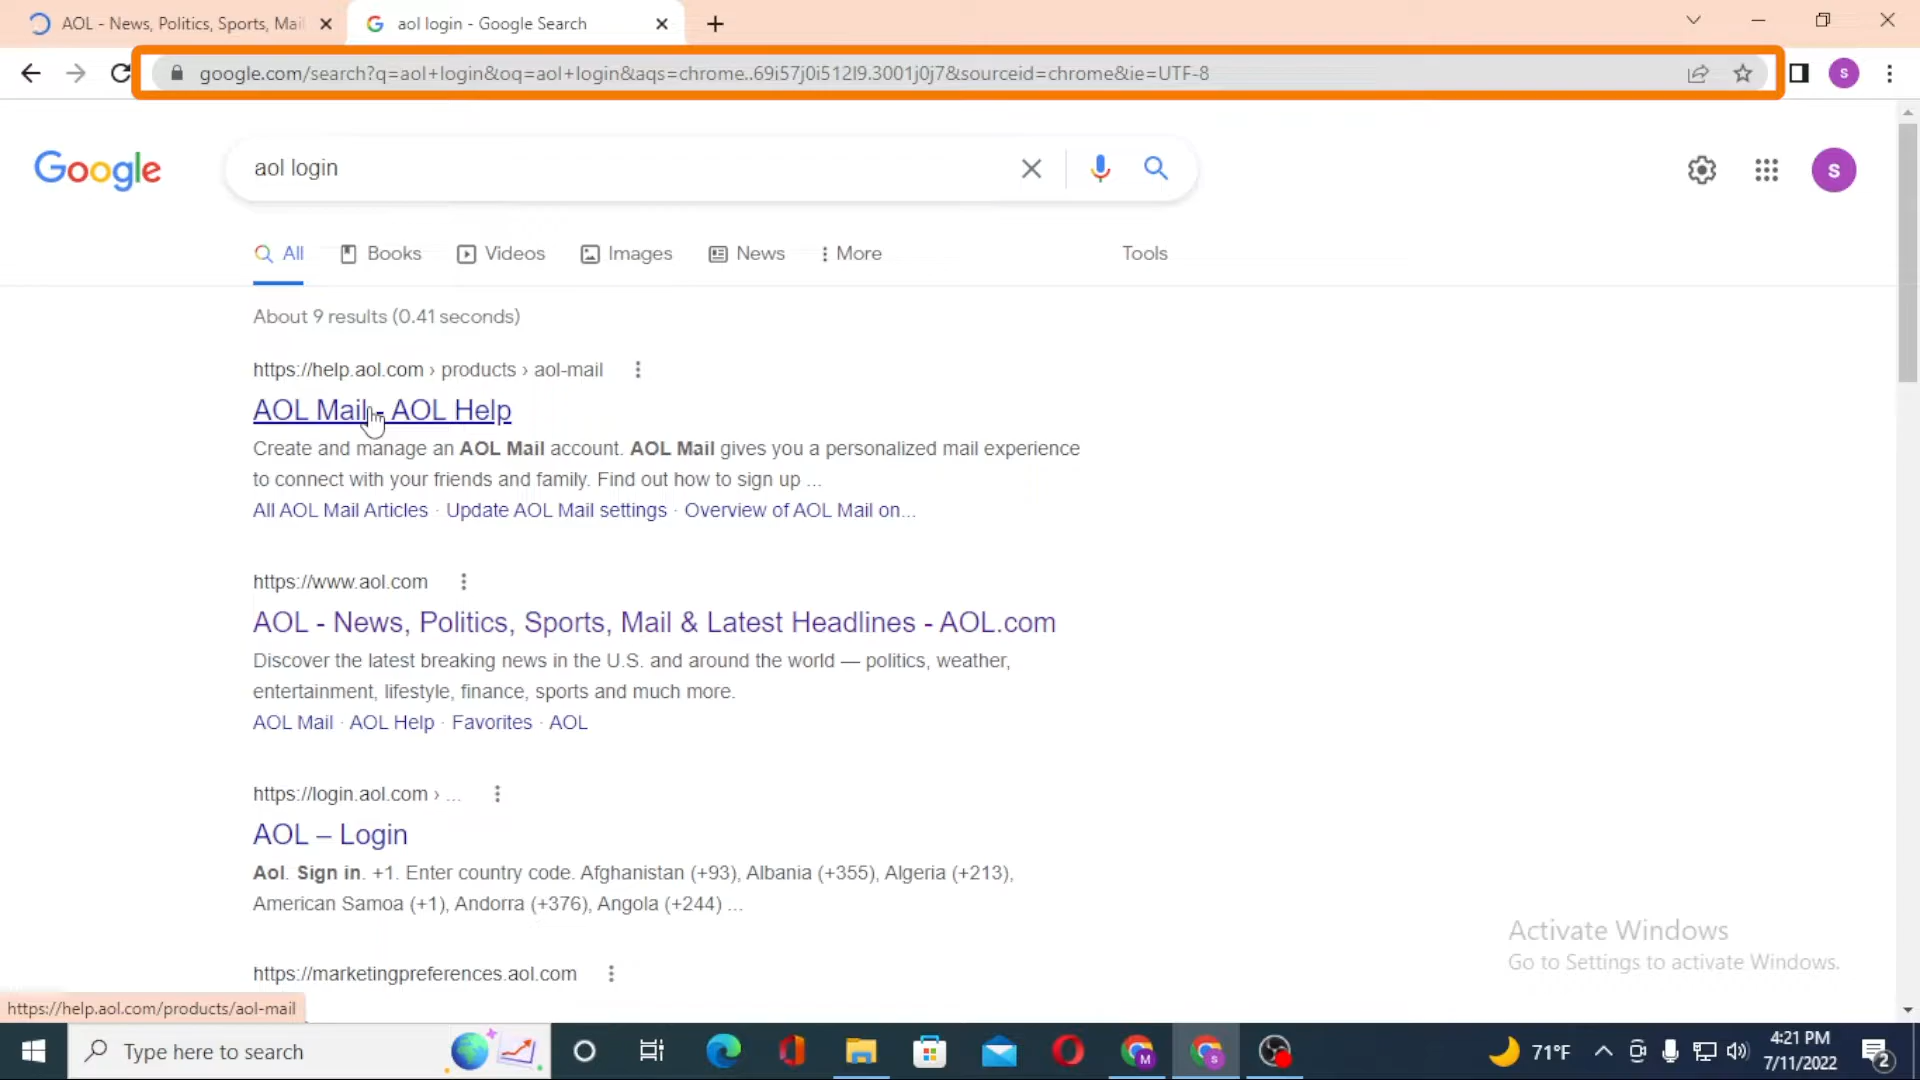 AOL - News, Politics, Sports, Mail
aol login - Google Search
google.com/search?q=aol+login&oq=aol+login&aqs=chrome..69i57j0i512l9.3001j0j7&sourceid=chrome&ie=UTF-8
S
Google
aol login
S
All
Books
Videos
Images
News
More
Tools
About 9 results (0.41 seconds)
https://help.aol.com › products › aol-mail
AOL Mail - AOL Help
Create and manage an AOL Mail account. AOL Mail gives you a personalized mail experience
to connect with your friends and family. Find out how to sign up ...
All AOL Mail Articles · Update AOL Mail settings · Overview of AOL Mail on...
https://www.aol.com
AOL - News, Politics, Sports, Mail & Latest Headlines - AOL.com
Discover the latest breaking news in the U.S. and around the world — politics, weather,
entertainment, lifestyle, finance, sports and much more.
AOL Mail · AOL Help · Favorites · AOL
https://login.aol.com › ...
AOL – Login
Aol. Sign in. +1. Enter country code. Afghanistan (+93), Albania (+355), Algeria (+213),
American Samoa (+1), Andorra (+376), Angola (+244) ...
Activate Windows
Go to Settings to activate Windows.
https://marketingpreferences.aol.com
https://help.aol.com/products/aol-mail
Type here to search
M
S
71°F
4:21 PM
7/11/2022
2